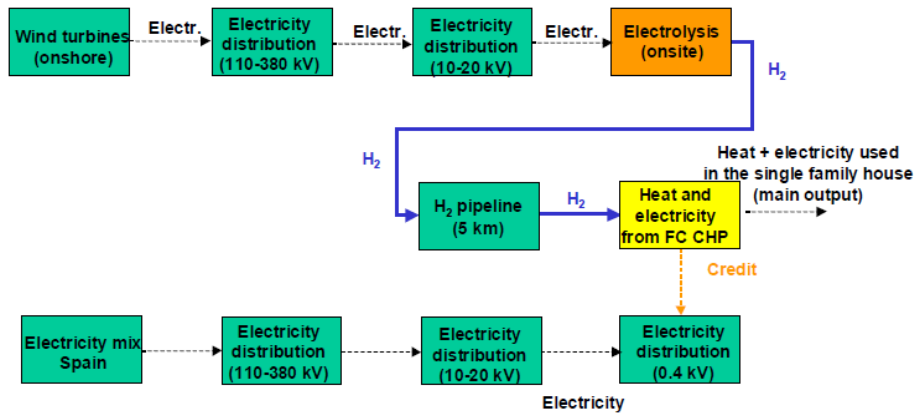 Wind turbines
(onshore)
Electr.
Electricity
distribution
(110-380 kV)
Electr.
Electricity
distribution
(10-20 kV)
Electr.
Electrolysis
(onsite)
H₂
H₂
H₂ pipeline
(5 km)
H₂
Heat and
electricity
from FC CHP
Heat + electricity used
in the single family house
(main output)
Credit
Electricity mix
Spain
Electricity
distribution
(110-380 kV)
Electricity
distribution
(10-20 kV)
Electricity
distribution
(0.4 kV)
Electricity